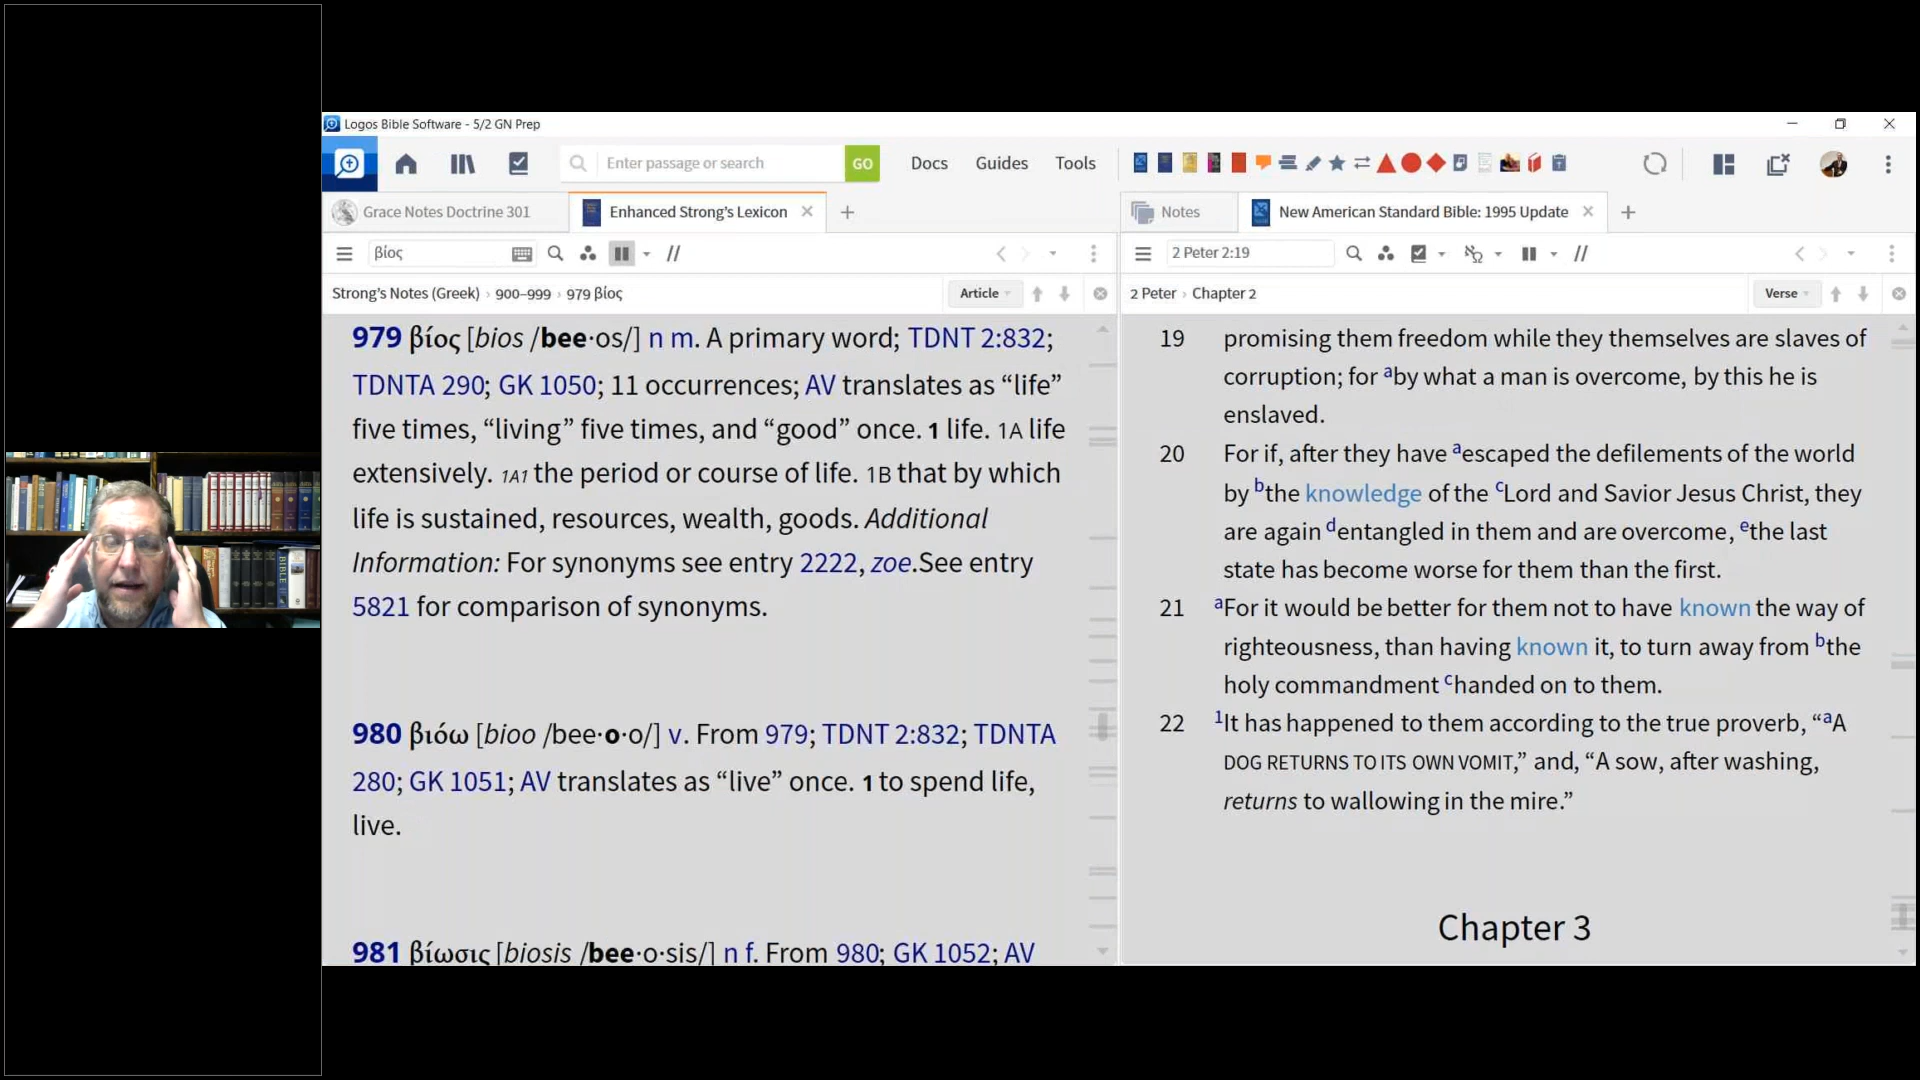 Logos Bible Software - 5/2 GN Prep
Enter passage or search
GO
Docs
Guides
Tools
Grace Notes Doctrine 301
Enhanced Strong's Lexicon
Notes
New American Standard Bible: 1995 Update
βίος
2 Peter 2:19
Strong's Notes (Greek) › 900–999 › 979 βίος
Article
2 Peter › Chapter 2
Verse
979 βίος [bios /bee·os/] n m. A primary word; TDNT 2:832;
TDNTA 290; GK 1050; 11 occurrences; AV translates as “life”
five times, “living” five times, and “good” once. 1 life. 1A life
extensively. 1A1 the period or course of life. 1B that by which
life is sustained, resources, wealth, goods. Additional
Information: For synonyms see entry 2222, zoe.See entry
5821 for comparison of synonyms.
980 βιόω [bioo /bee·o·o/] v. From 979; TDNT 2:832; TDNTA
280; GK 1051; AV translates as “live” once. 1 to spend life,
live.
981 βίωσις [biosis /bee·o·sis/] n f. From 980; GK 1052; AV
19 promising them freedom while they themselves are slaves of
corruption; for aby what a man is overcome, by this he is
enslaved.
20 For if, after they have aescaped the defilements of the world
by bthe knowledge of the cLord and Savior Jesus Christ, they
are again dentangled in them and are overcome, ethe last
state has become worse for them than the first.
21 aFor it would be better for them not to have known the way of
righteousness, than having known it, to turn away from bthe
holy commandment chanded on to them.
22 1It has happened to them according to the true proverb, “aA
DOG RETURNS TO ITS OWN VOMIT,” and, “A sow, after washing,
returns to wallowing in the mire.”
Chapter 3
BIBLE